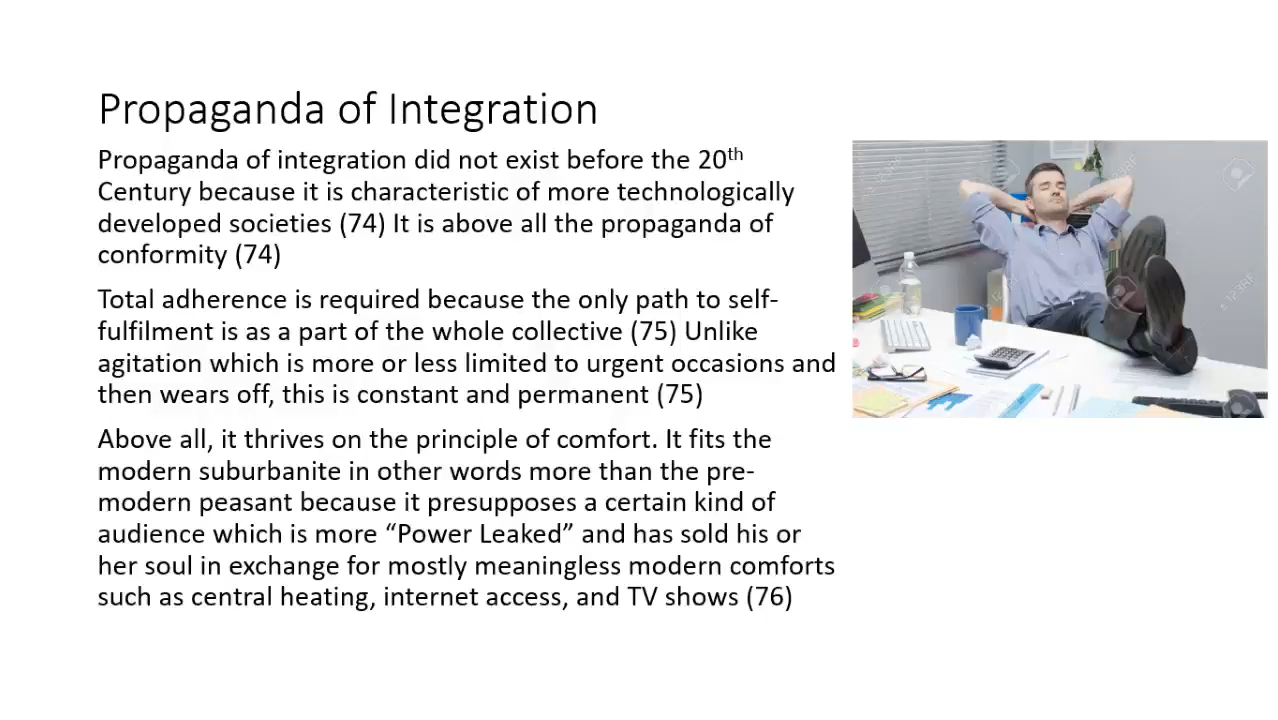 Propaganda of Integration
Propaganda of integration did not exist before the 20th
Century because it is characteristic of more technologically
developed societies (74) It is above all the propaganda of
conformity (74)
Total adherence is required because the only path to self-
fulfilment is as a part of the whole collective (75) Unlike
agitation which is more or less limited to urgent occasions and
then wears off, this is constant and permanent (75)
Above all, it thrives on the principle of comfort. It fits the
modern suburbanite in other words more than the pre-
modern peasant because it presupposes a certain kind of
audience which is more “Power Leaked” and has sold his or
her soul in exchange for mostly meaningless modern comforts
such as central heating, internet access, and TV shows (76)